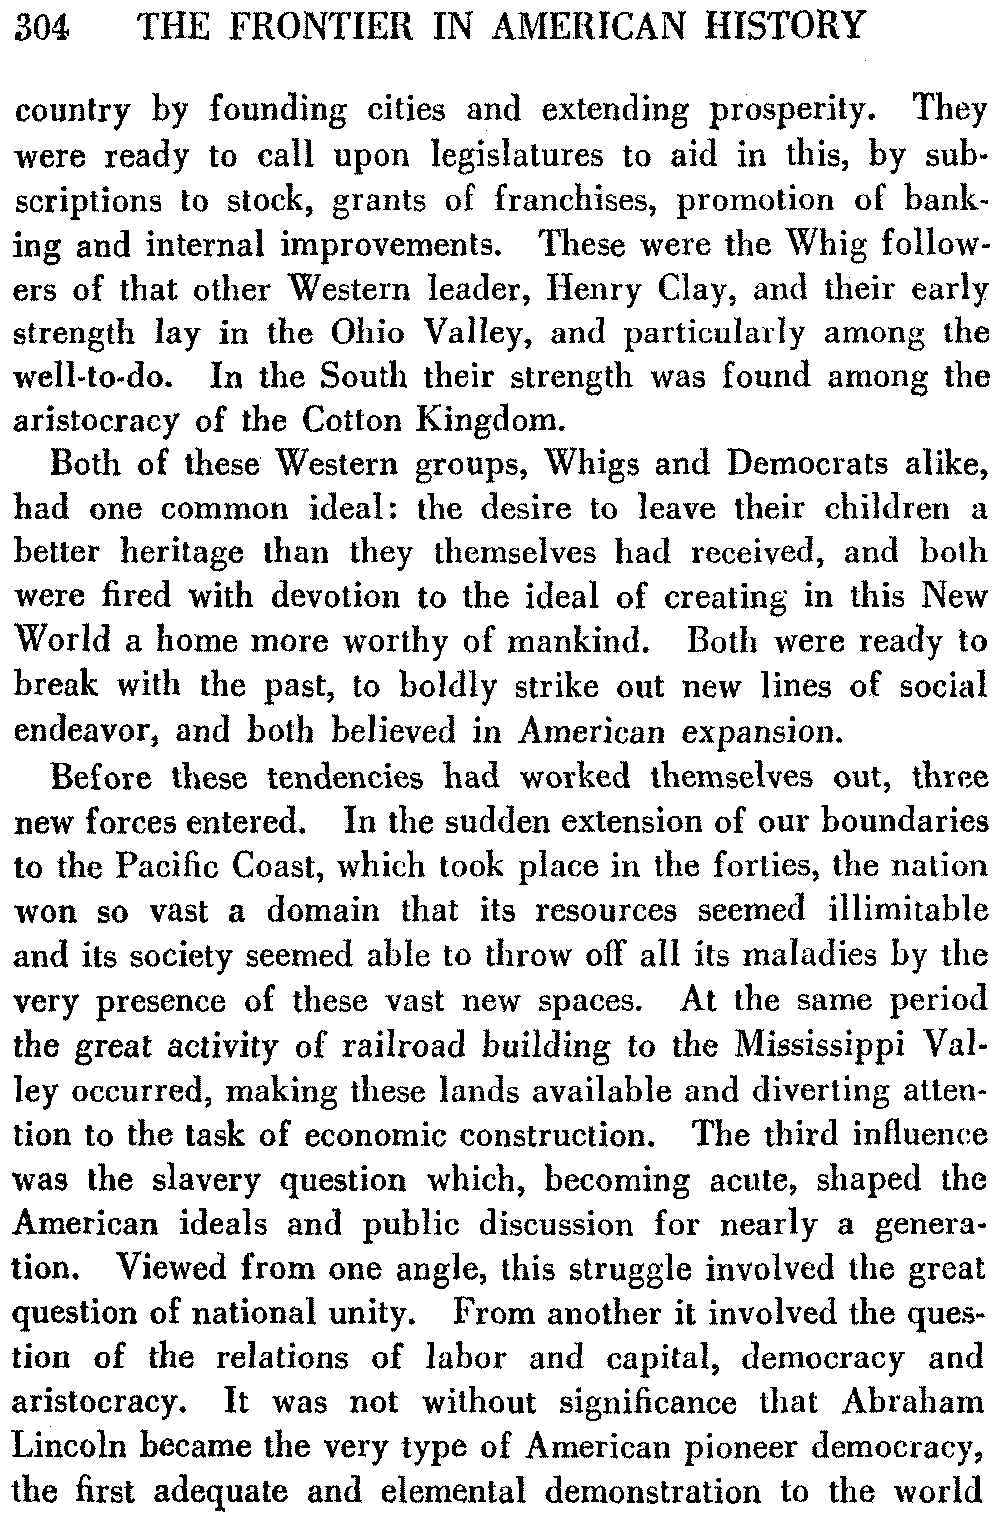 304 THE FRONTIER IN AMERICAN HISTORY
country by founding cities and extending prosperity. They
were ready to call upon legislatures to aid in this, by sub-
scriptions to stock, grants of franchises, promotion of bank-
ing and internal improvements. These were the Whig follow-
ers of that other Western leader, Henry Clay, and their early
strength lay in the Ohio Valley, and particularly among the
well-to-do. In the South their strength was found among the
aristocracy of the Cotton Kingdom.
Both of these Western groups, Whigs and Democrats alike,
had one common ideal: the desire to leave their children a
better heritage than they themselves had received, and both
were fired with devotion to the ideal of creating in this New
World a home more worthy of mankind. Both were ready to
break with the past, to boldly strike out new lines of social
endeavor, and both believed in American expansion.
Before these tendencies had worked themselves out, three
new forces entered. In the sudden extension of our boundaries
to the Pacific Coast, which took place in the forties, the nation
won so vast a domain that its resources seemed illimitable
and its society seemed able to throw off all its maladies by the
very presence of these vast new spaces. At the same period
the great activity of railroad building to the Mississippi Val-
ley occurred, making these lands available and diverting atten-
tion to the task of economic construction. The third influence
was the slavery question which, becoming acute, shaped the
American ideals and public discussion for nearly a genera-
tion. Viewed from one angle, this struggle involved the great
question of national unity. From another it involved the ques-
tion of the relations of labor and capital, democracy and
aristocracy. It was not without significance that Abraham
Lincoln became the very type of American pioneer democracy,
the first adequate and elemental demonstration to the world